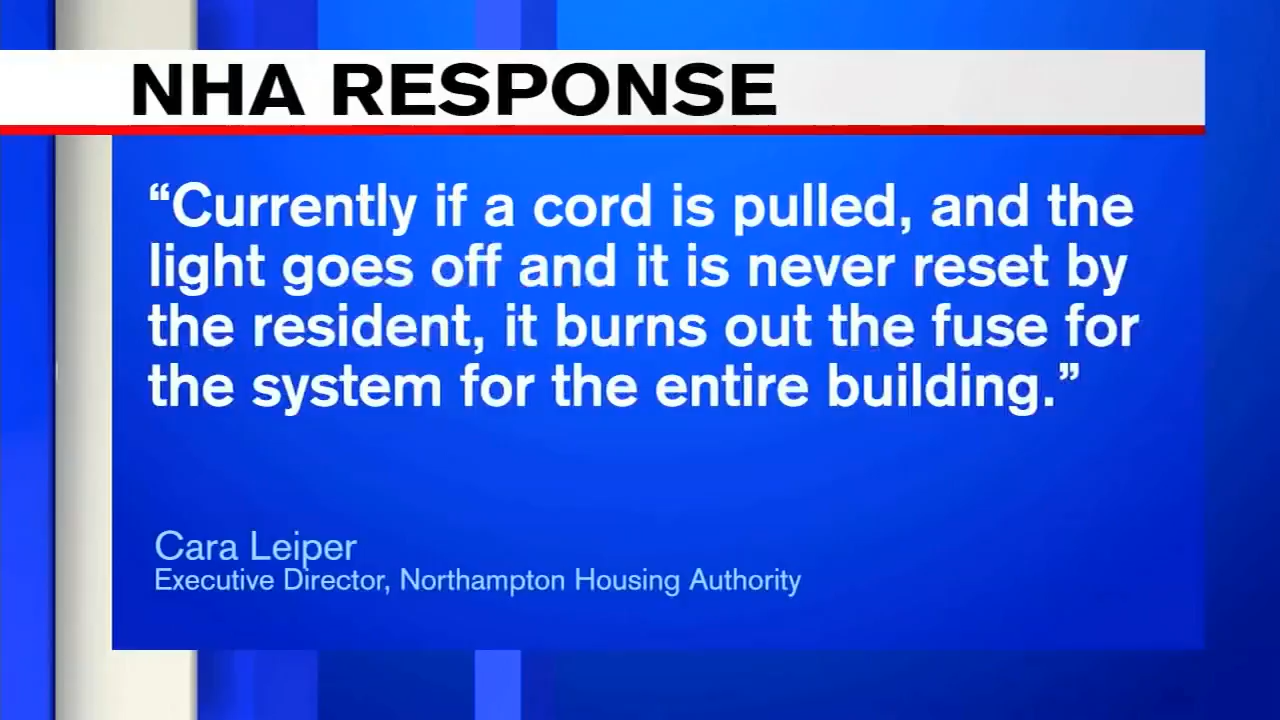 NHA RESPONSE
“Currently if a cord is pulled, and the
light goes off and it is never reset by
the resident, it burns out the fuse for
the system for the entire building.”
Cara Leiper
Executive Director, Northampton Housing Authority